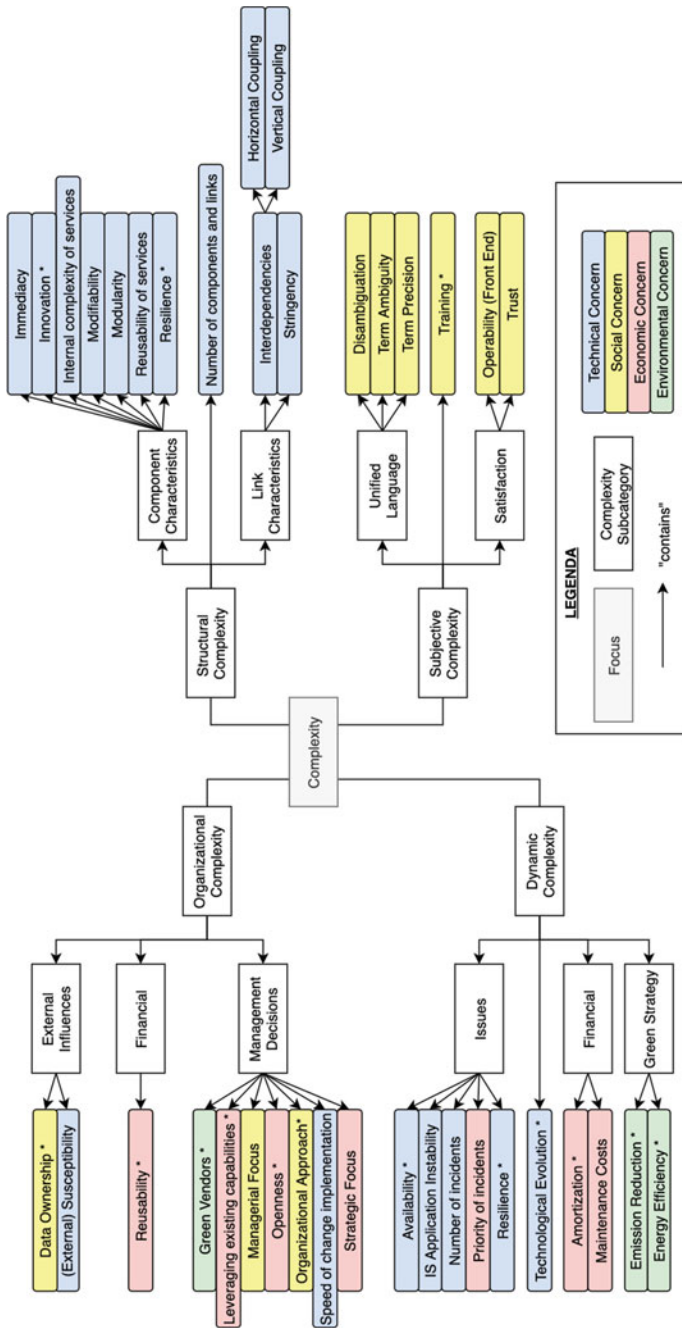 Data Ownership *
(External) Susceptibility
Reusability *
Green Vendors *
Leveraging existing capabilities *
Managerial Focus
Openness *
Organizational Approach*
Speed of change implementation
Strategic Focus
Availability *
IS Application Instability
Number of incidents
Priority of incidents
Resilience *
Technological Evolution *
Amortization *
Maintenance Costs
Emission Reduction *
Energy Efficiency *
External
Influences
Financial
Management
Decisions
Issues
Financial
Green Strategy
Organizational
Complexity
Dynamic
Complexity
Complexity
Structural
Complexity
Subjective
Complexity
Component
Characteristics
Link
Characteristics
Unified
Language
Satisfaction
Immediacy
Innovation *
Internal complexity of services
Modifiability
Modularity
Reusability of services
Resilience *
Number of components and links
Interdependencies
Stringency
Horizontal Coupling
Vertical Coupling
Disambiguation
Term Ambiguity
Term Precision
Training *
Operability (Front End)
Trust
LEGENDA
Focus
Complexity
Subcategory
"contains"
Technical Concern
Social Concern
Economic Concern
Environmental Concern